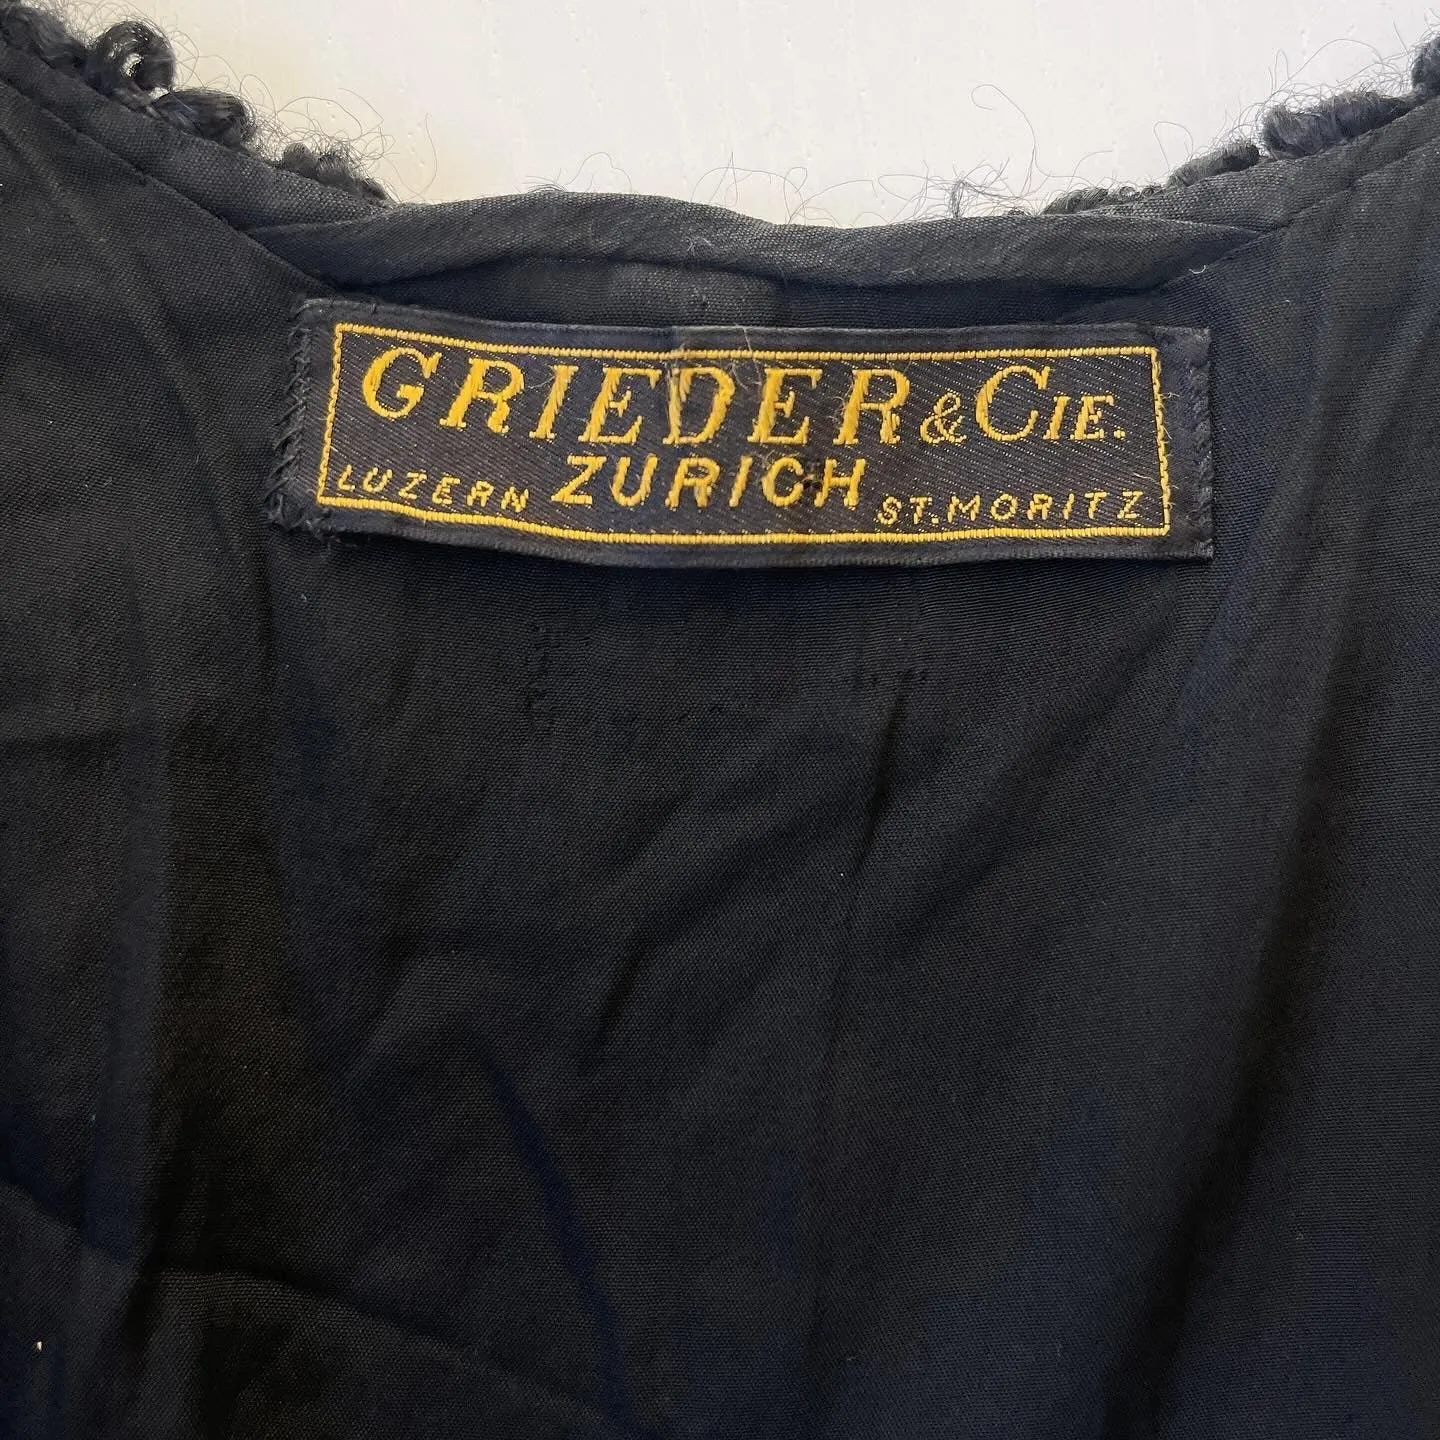 GRIEDER & CIE.
LUZERN ZURICH ST. MORITZ